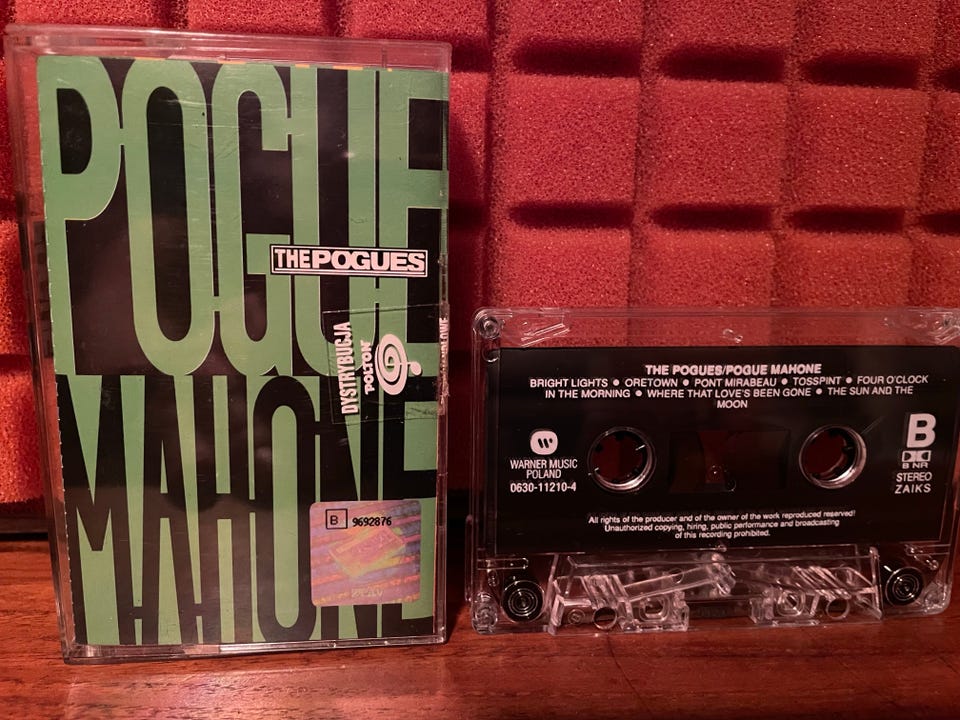 POGUE
MAHONE
THE POGUES
DYSTRYBUCJA
POLTON
B 9692876
THE POGUES/POGUE MAHONE
BRIGHT LIGHTS • ORETOWN • PONT MIRABEAU • TOSSPINT • FOUR O'CLOCK
IN THE MORNING • WHERE THAT LOVE'S BEEN GONE • THE SUN AND THE
MOON
WARNER MUSIC
POLAND
0630-11210-4
B
B NR
STEREO
ZAIKS
All rights of the producer and of the owner of the work reproduced reserved!
Unauthorized copying, hiring, public performance and broadcasting
of this recording prohibited.